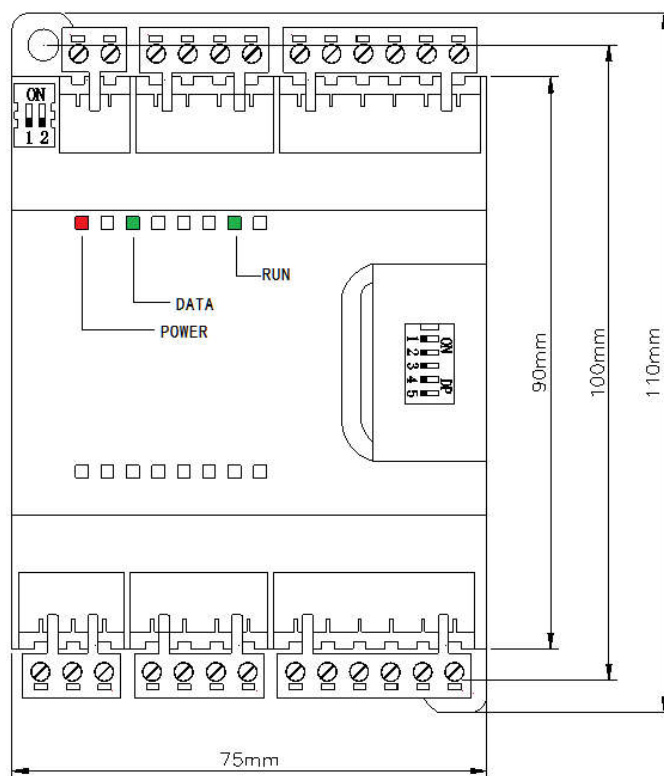 ON
1 2
RUN
DATA
POWER
ON DP
1
2
3
4
5
90mm
100mm
110mm
75mm